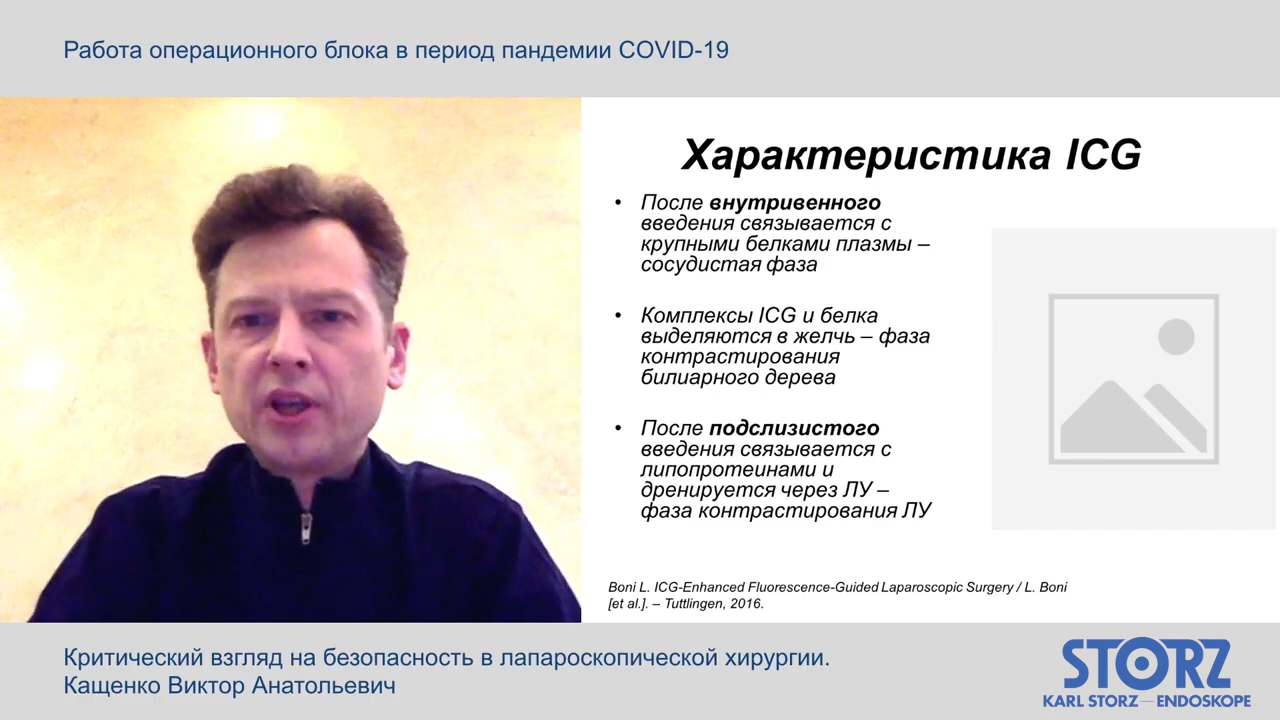 Работа операционного блока в период пандемии COVID-19
Характеристика ICG
• После внутривенного
введения связывается с
крупными белками плазмы –
сосудистая фаза
• Комплексы ICG и белка
выделяются в желчь – фаза
контрастирования
билиарного дерева
• После подслизистого
введения связывается с
липопротеинами и
дренируется через ЛУ –
фаза контрастирования ЛУ
Boni L. ICG-Enhanced Fluorescence-Guided Laparoscopic Surgery / L. Boni
[et al.]. – Tuttlingen, 2016.
Критический взгляд на безопасность в лапароскопической хирургии.
Кащенко Виктор Анатольевич
STORZ
KARL STORZ—ENDOSKOPE